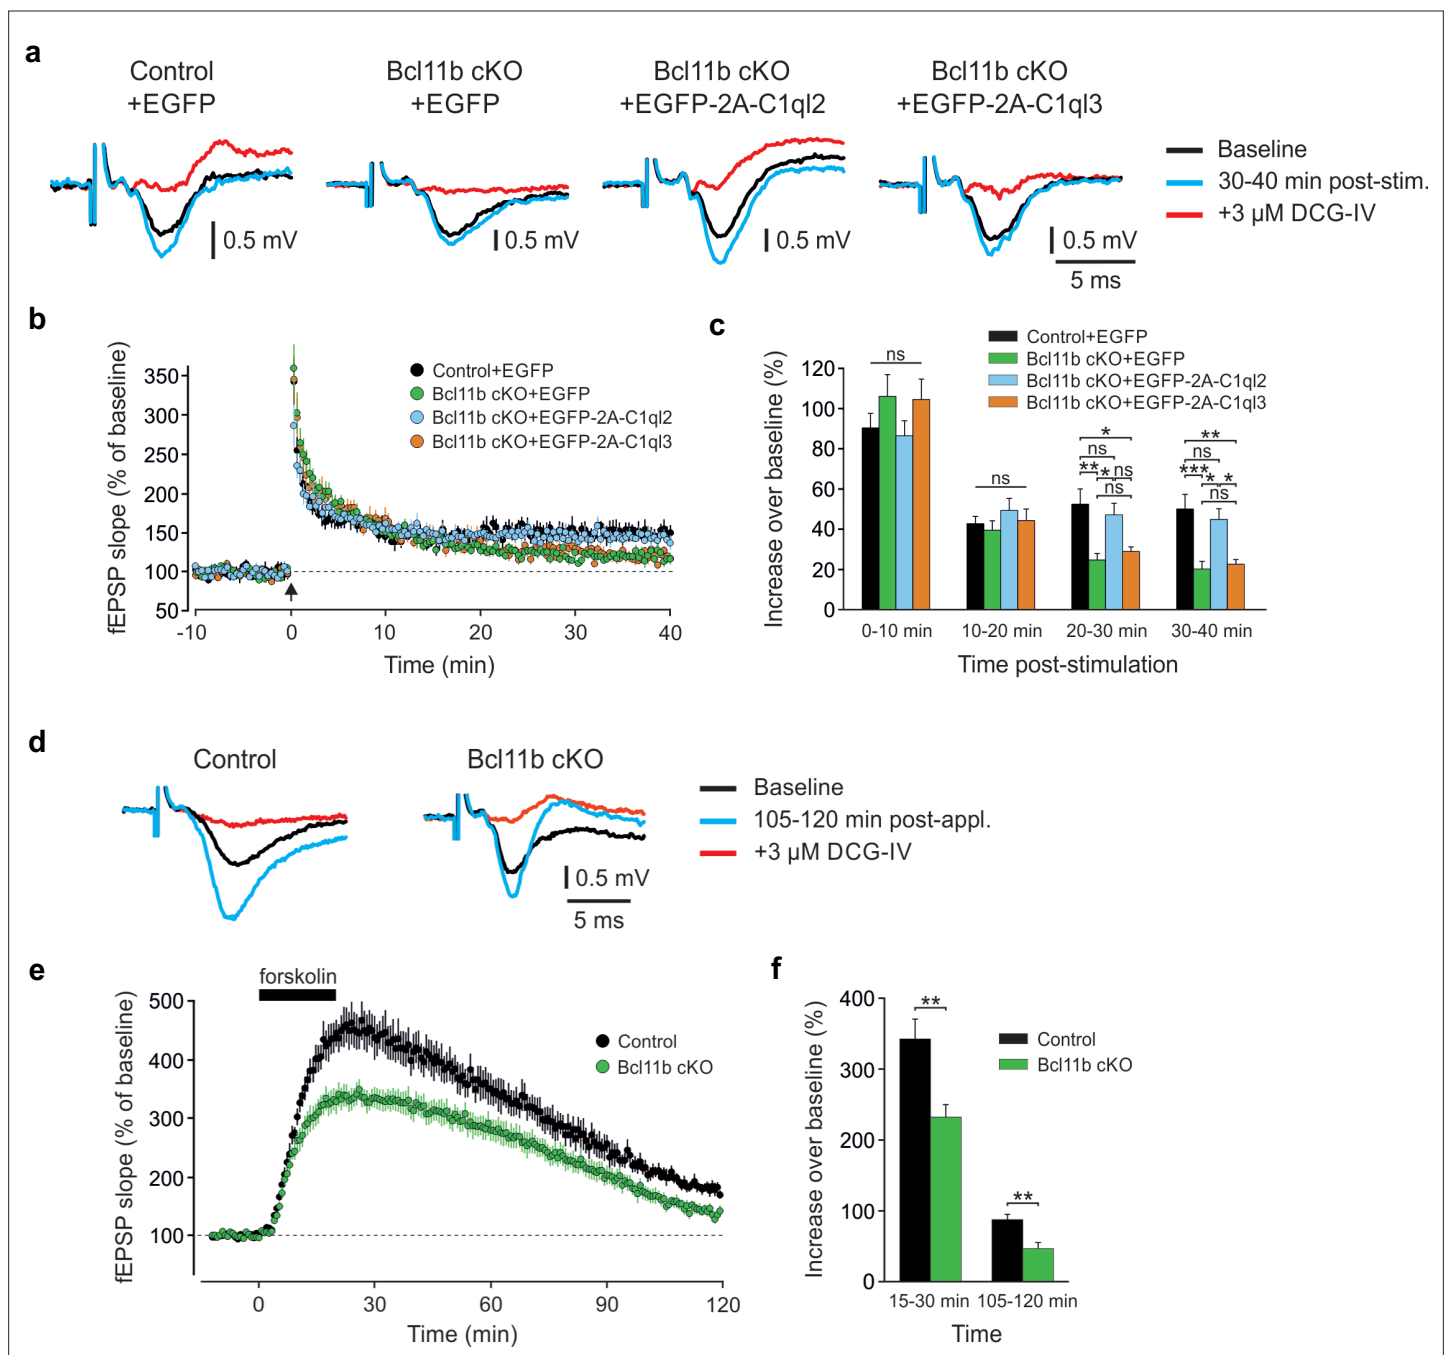 a
Control
+EGFP
Bcl11b cKO
+EGFP
Bcl11b cKO
+EGFP-2A-C1ql2
Bcl11b cKO
+EGFP-2A-C1ql3
Baseline
30-40 min post-stim.
+3 µM DCG-IV
0.5 mV
0.5 mV
0.5 mV
0.5 mV
5 ms
b
fEPSP slope (% of baseline)
350
300
250
200
150
100
50
-10
0
10
20
30
40
Time (min)
Control+EGFP
Bcl11b cKO+EGFP
Bcl11b cKO+EGFP-2A-C1ql2
Bcl11b cKO+EGFP-2A-C1ql3
c
Control+EGFP
Bcl11b cKO+EGFP
Bcl11b cKO+EGFP-2A-C1ql2
Bcl11b cKO+EGFP-2A-C1ql3
Increase over baseline (%)
120
100
80
60
40
20
0
ns
ns
*
ns
** * ns
ns
**
ns
*** * *
ns
0-10 min
10-20 min
20-30 min
30-40 min
Time post-stimulation
d
Control
Bcl11b cKO
Baseline
105-120 min post-appl.
+3 µM DCG-IV
0.5 mV
5 ms
e
forskolin
fEPSP slope (% of baseline)
500
400
300
200
100
0
30
60
90
120
Time (min)
Control
Bcl11b cKO
f
Increase over baseline (%)
400
300
200
100
0
**
**
Control
Bcl11b cKO
15-30 min
105-120 min
Time